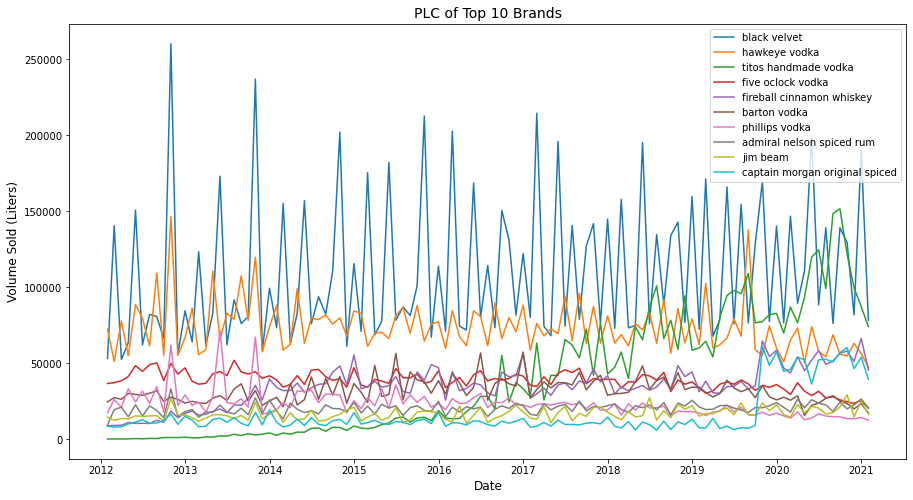 PLC of Top 10 Brands
black velvet
hawkeye vodka
titos handmade vodka
five oclock vodka
fireball cinnamon whiskey
barton vodka
phillips vodka
admiral nelson spiced rum
jim beam
captain morgan original spiced
250000
200000
150000
100000
50000
0
Volume Sold (Liters)
2012 2013 2014 2015 2016 2017 2018 2019 2020 2021
Date